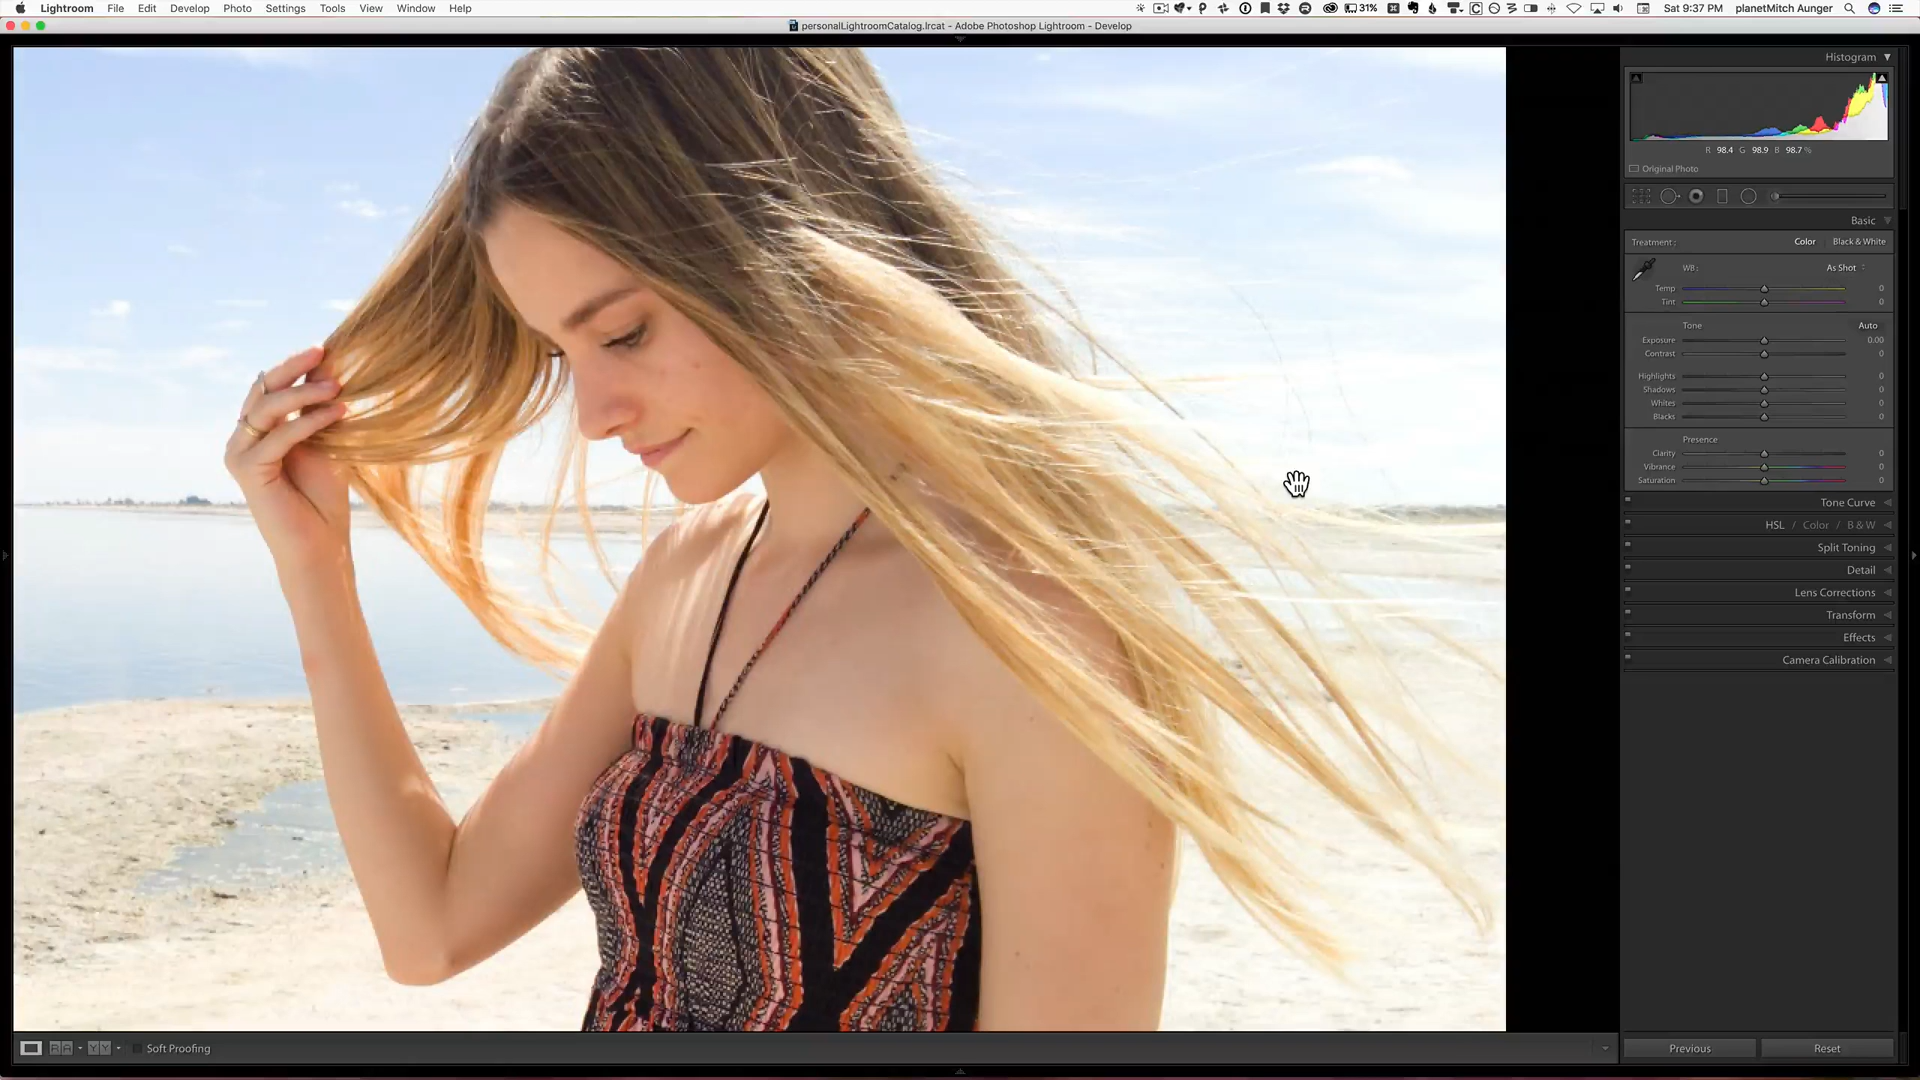 Lightroom File Edit Develop Photo Settings Tools View Window Help 31% Sat 9:37 PM planetMitch Aunger
personalLightroomCatalog.lrcat - Adobe Photoshop Lightroom - Develop
Histogram
R 98.4 G 98.9 B 98.7 %
Original Photo
Basic
Treatment : Color Black & White
WB : As Shot
Temp 0
Tint 0
Tone Auto
Exposure 0.00
Contrast 0
Highlights 0
Shadows 0
Whites 0
Blacks 0
Presence
Clarity 0
Vibrance 0
Saturation 0
Tone Curve
HSL / Color / B & W
Split Toning
Detail
Lens Corrections
Transform
Effects
Camera Calibration
Soft Proofing
Previous Reset